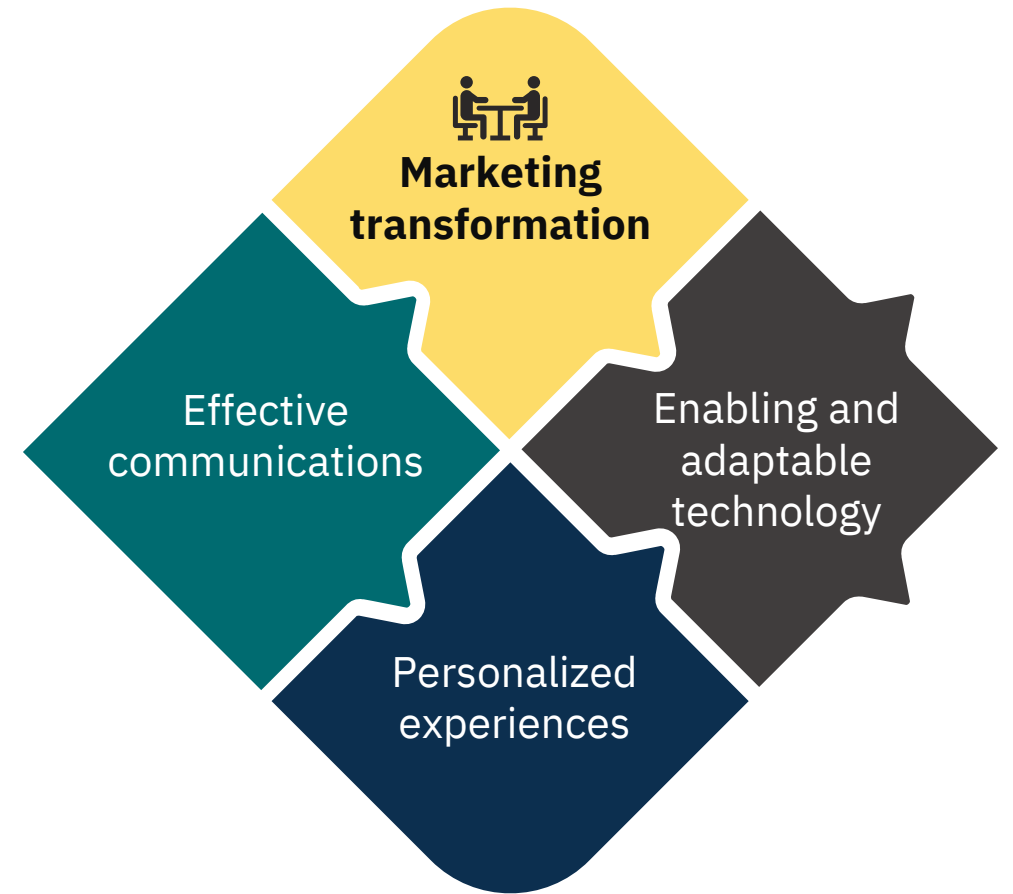 Marketing
transformation
Effective
communications
Enabling and
adaptable
technology
Personalized
experiences